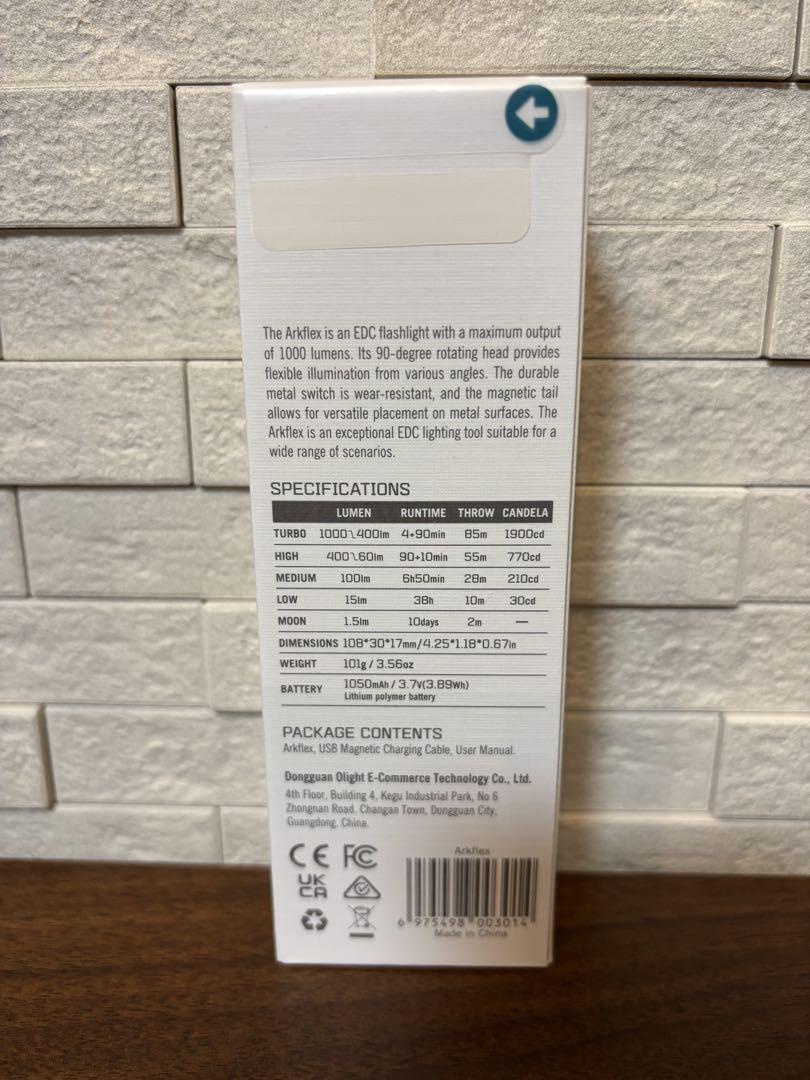 The Arkflex is an EDC flashlight with a maximum output
of 1000 lumens. Its 90-degree rotating head provides
flexible illumination from various angles. The durable
metal switch is wear-resistant, and the magnetic tail
allows for versatile placement on metal surfaces. The
Arkflex is an exceptional EDC lighting tool suitable for a
wide range of scenarios.
SPECIFICATIONS
LUMEN RUNTIME THROW CANDELA
TURBO 1000~400lm 4+90min 85m 1900cd
HIGH 400~60lm 90+10min 55m 770cd
MEDIUM 100lm 6h50min 28m 210cd
LOW 15lm 38h 10m 30cd
MOON 1.5lm 10days 2m —
DIMENSIONS 108*30*17mm/4.25*1.18*0.67in
WEIGHT 101g / 3.56oz
BATTERY 1050mAh / 3.7V(3.89Wh)
Lithium polymer battery
PACKAGE CONTENTS
Arkflex, USB Magnetic Charging Cable, User Manual.
Dongguan Olight E-Commerce Technology Co., Ltd.
4th Floor, Building 4, Kegu Industrial Park, No 6
Zhongnan Road. Changan Town, Dongguan City,
Guangdong, China.
CE FC
UK
CA
Arkflex
6 975498 003014
Made in China